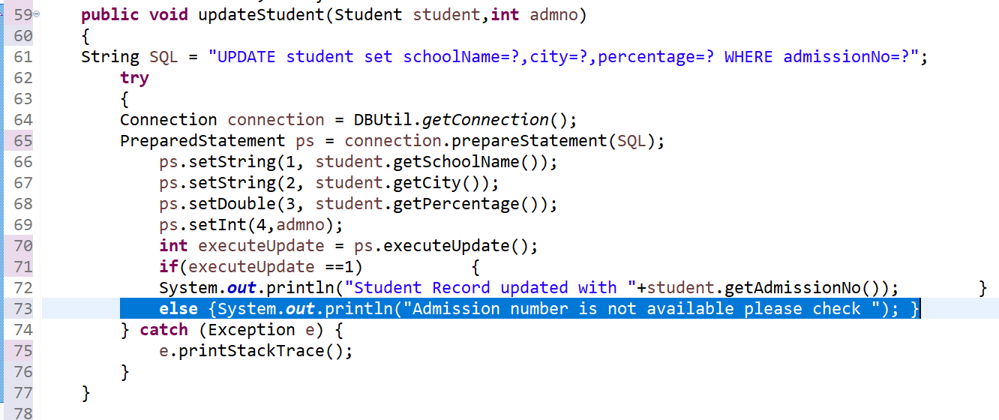 59 public void updateStudent(Student student,int admno)
60 {
61 String SQL = "UPDATE student set schoolName=?,city=?,percentage=? WHERE admissionNo=?";
62 try
63 {
64 Connection connection = DBUtil.getConnection();
65 PreparedStatement ps = connection.prepareStatement(SQL);
66 ps.setString(1, student.getSchoolName());
67 ps.setString(2, student.getCity());
68 ps.setDouble(3, student.getPercentage());
69 ps.setInt(4,admno);
70 int executeUpdate = ps.executeUpdate();
71 if(executeUpdate ==1) {
72 System.out.println("Student Record updated with "+student.getAdmissionNo()); }
73 else {System.out.println("Admission number is not available please check "); }
74 } catch (Exception e) {
75 e.printStackTrace();
76 }
77 }
78